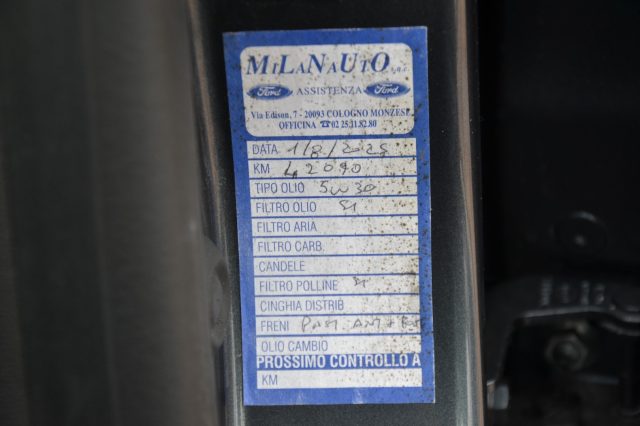 MiLaNaUtO s.n.c.
Ford ASSISTENZA Ford
Via Edison, 7 - 20093 COLOGNO MONZESE
OFFICINA ☎02 25.31.82.80
DATA 1/8/2025
KM 42090
TIPO OLIO 5w30
FILTRO OLIO SI
FILTRO ARIA
FILTRO CARB.
CANDELE
FILTRO POLLINE SI
CINGHIA DISTRIB
FRENI
OLIO CAMBIO
PROSSIMO CONTROLLO A
KM